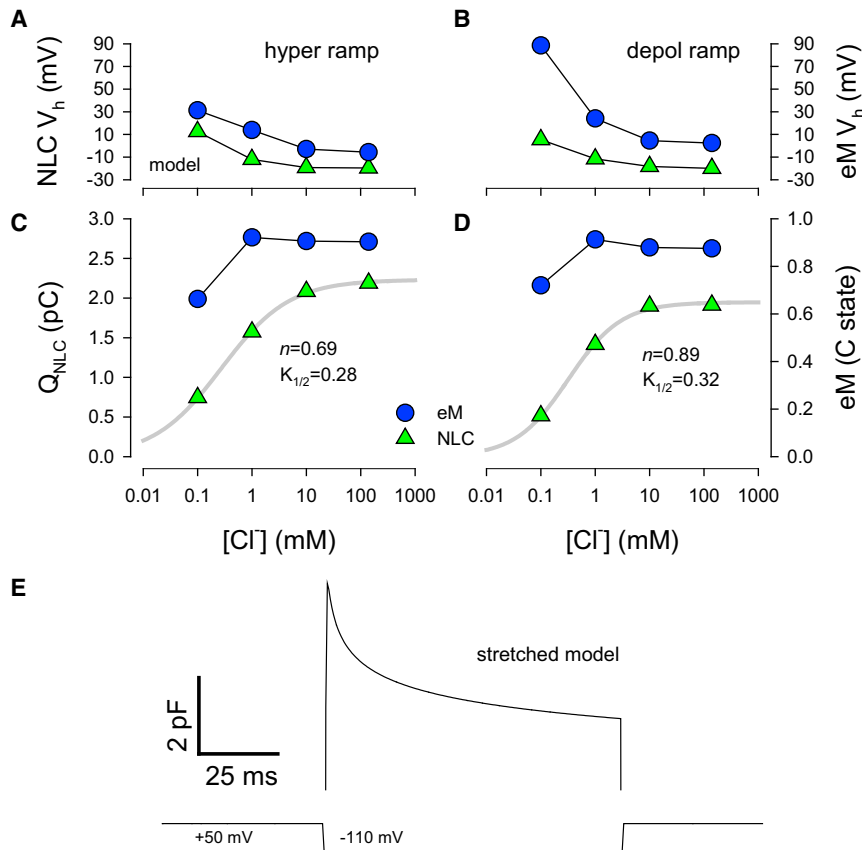 A
B
hyper ramp
depol ramp
NLC V_h (mV)
90
70
50
30
10
-10
-30
model
90
70
50
30
10
-10
-30
eM V_h (mV)
C
D
Q_NLC (pC)
3.0
2.5
2.0
1.5
1.0
0.5
0.0
n=0.69
K_1/2=0.28
n=0.89
K_1/2=0.32
eM
NLC
1.0
0.8
0.6
0.4
0.2
0.0
eM (C state)
0.01 0.1 1 10 100 1000
0.01 0.1 1 10 100 1000
[Cl⁻] (mM)
[Cl⁻] (mM)
E
stretched model
2 pF
25 ms
+50 mV
-110 mV